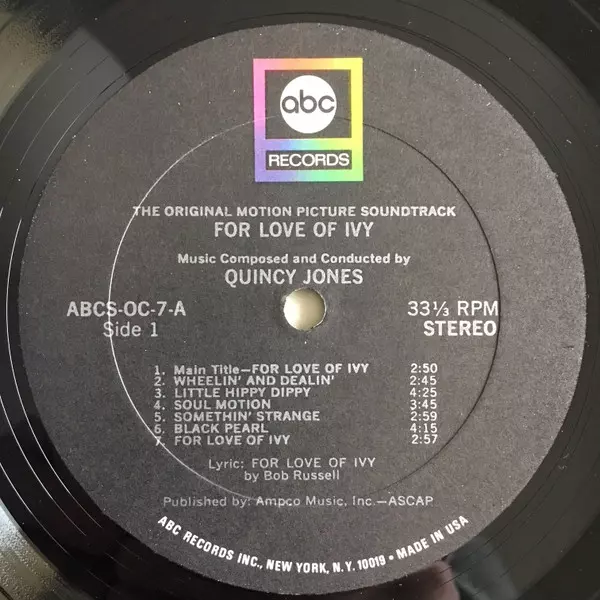 abc
RECORDS
THE ORIGINAL MOTION PICTURE SOUNDTRACK
FOR LOVE OF IVY
Music Composed and Conducted by
QUINCY JONES
ABCS-OC-7-A 33⅓ RPM
Side 1 STEREO
1. Main Title—FOR LOVE OF IVY 2:50
2. WHEELIN' AND DEALIN' 2:45
3. LITTLE HIPPY DIPPY 4:25
4. SOUL MOTION 3:45
5. SOMETHIN' STRANGE 2:59
6. BLACK PEARL 4:15
7. FOR LOVE OF IVY 2:57
Lyric: FOR LOVE OF IVY
by Bob Russell
Published by: Ampco Music, Inc.—ASCAP
ABC RECORDS INC., NEW YORK, N.Y. 10019 • MADE IN USA